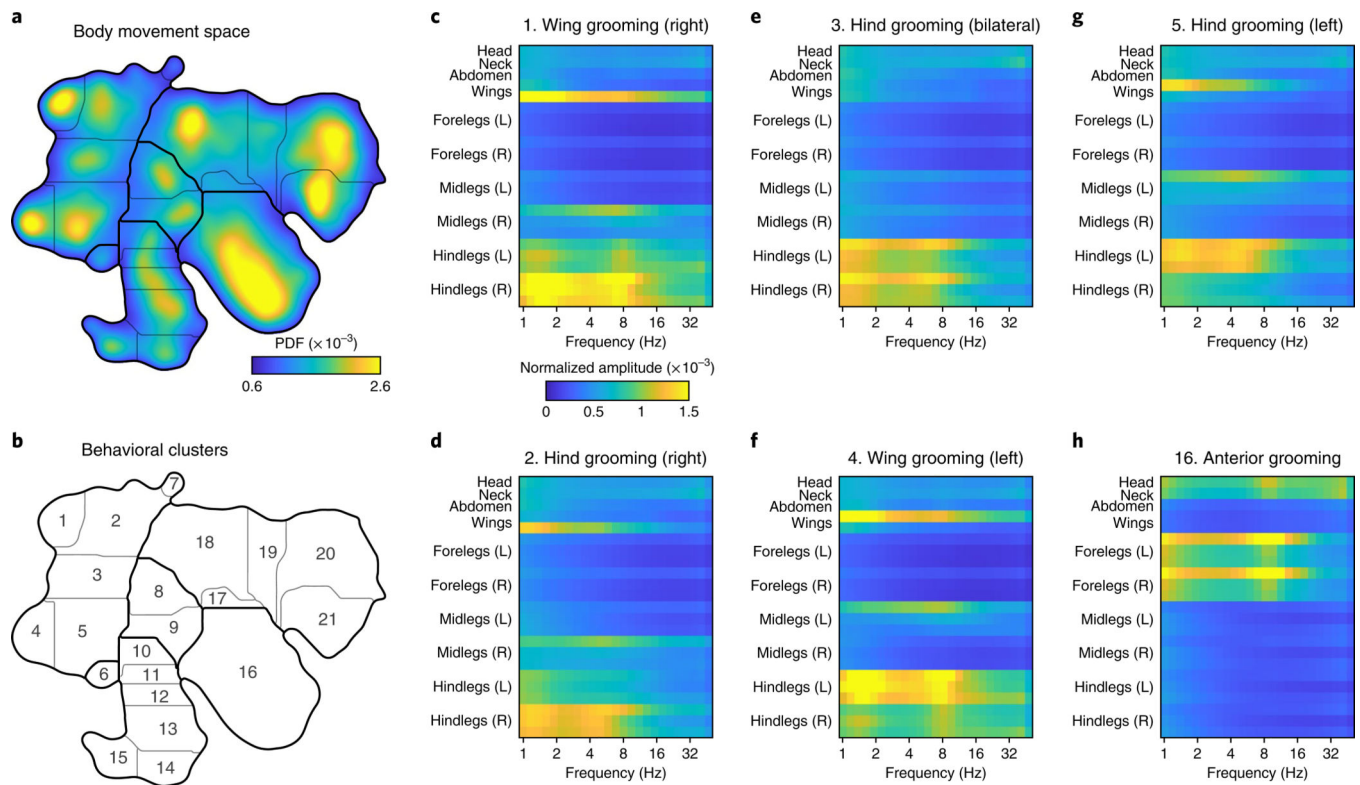 a
Body movement space
PDF (×10⁻³)
0.6
2.6
b
Behavioral clusters
7
1
2
18
19
20
3
8
17
4
5
9
21
10
6
11
16
12
13
15
14
c
1. Wing grooming (right)
Head
Neck
Abdomen
Wings
Forelegs (L)
Forelegs (R)
Midlegs (L)
Midlegs (R)
Hindlegs (L)
Hindlegs (R)
1 2 4 8 16 32
Frequency (Hz)
Normalized amplitude (×10⁻³)
0 0.5 1 1.5
d
2. Hind grooming (right)
Head
Neck
Abdomen
Wings
Forelegs (L)
Forelegs (R)
Midlegs (L)
Midlegs (R)
Hindlegs (L)
Hindlegs (R)
1 2 4 8 16 32
Frequency (Hz)
e
3. Hind grooming (bilateral)
Head
Neck
Abdomen
Wings
Forelegs (L)
Forelegs (R)
Midlegs (L)
Midlegs (R)
Hindlegs (L)
Hindlegs (R)
1 2 4 8 16 32
Frequency (Hz)
f
4. Wing grooming (left)
Head
Neck
Abdomen
Wings
Forelegs (L)
Forelegs (R)
Midlegs (L)
Midlegs (R)
Hindlegs (L)
Hindlegs (R)
1 2 4 8 16 32
Frequency (Hz)
g
5. Hind grooming (left)
Head
Neck
Abdomen
Wings
Forelegs (L)
Forelegs (R)
Midlegs (L)
Midlegs (R)
Hindlegs (L)
Hindlegs (R)
1 2 4 8 16 32
Frequency (Hz)
h
16. Anterior grooming
Head
Neck
Abdomen
Wings
Forelegs (L)
Forelegs (R)
Midlegs (L)
Midlegs (R)
Hindlegs (L)
Hindlegs (R)
1 2 4 8 16 32
Frequency (Hz)